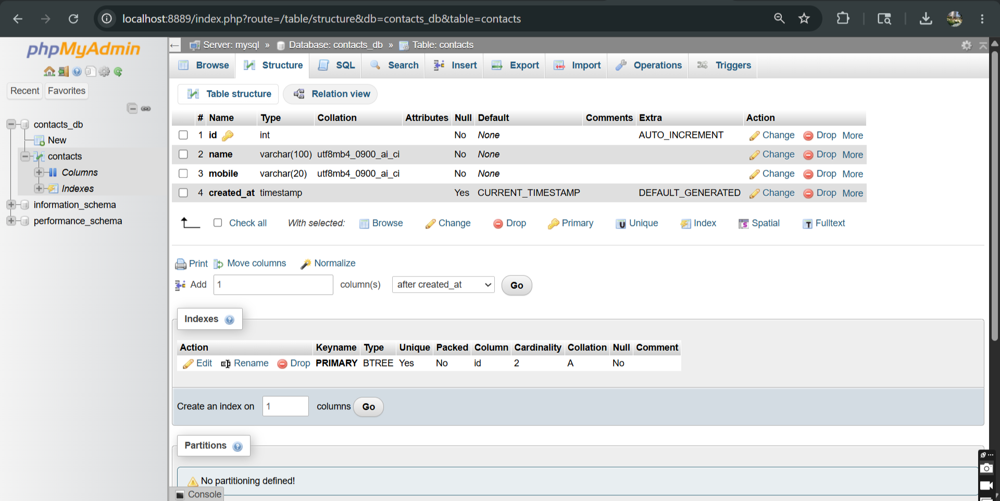 localhost:8889/index.php?route=/table/structure&db=contacts_db&table=contacts
phpMyAdmin
Recent Favorites
contacts_db
New
contacts
Columns
Indexes
information_schema
performance_schema
Server: mysql » Database: contacts_db » Table: contacts
Browse Structure SQL Search Insert Export Import Operations Triggers
Table structure Relation view
# Name Type Collation Attributes Null Default Comments Extra Action
1 id int No None AUTO_INCREMENT Change Drop More
2 name varchar(100) utf8mb4_0900_ai_ci No None Change Drop More
3 mobile varchar(20) utf8mb4_0900_ai_ci No None Change Drop More
4 created_at timestamp Yes CURRENT_TIMESTAMP DEFAULT_GENERATED Change Drop More
Check all With selected: Browse Change Drop Primary Unique Index Spatial Fulltext
Print Move columns Normalize
Add 1 column(s) after created_at Go
Indexes
Action Keyname Type Unique Packed Column Cardinality Collation Null Comment
Edit Rename Drop PRIMARY BTREE Yes No id 2 A No
Create an index on 1 columns Go
Partitions
No partitioning defined!
Console